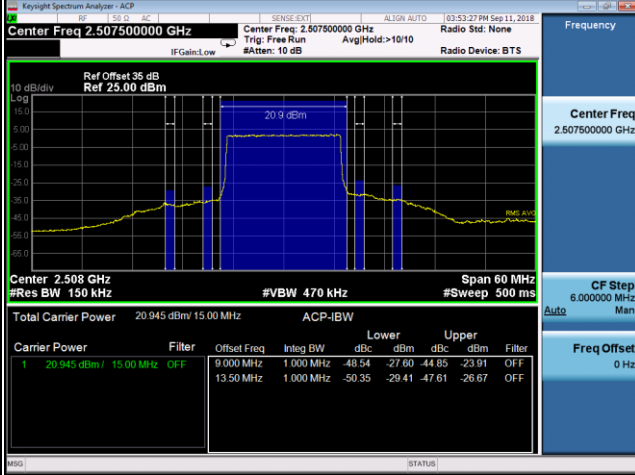 Keysight Spectrum Analyzer - ACP
RF 50 Ω AC SENSE:EXT ALIGN AUTO 03:53:27 PM Sep 11, 2018
Center Freq 2.507500000 GHz
Center Freq: 2.507500000 GHz Radio Std: None
Trig: Free Run Avg|Hold:>10/10
IFGain:Low #Atten: 10 dB Radio Device: BTS
Frequency
Ref Offset 35 dB
10 dB/div Ref 25.00 dBm
Log
15.0
20.9 dBm
5.00
-5.00
-15.0
-25.0
-35.0
-45.0
RMS AVG
-55.0
-65.0
Center Freq
2.507500000 GHz
Center 2.508 GHz Span 60 MHz
#Res BW 150 kHz #VBW 470 kHz #Sweep 500 ms
CF Step
6.000000 MHz
Auto Man
Freq Offset
0 Hz
Total Carrier Power 20.945 dBm/ 15.00 MHz ACP-IBW
Lower Upper
Carrier Power Filter Offset Freq Integ BW dBc dBm dBc dBm Filter
1 20.945 dBm / 15.00 MHz OFF 9.000 MHz 1.000 MHz -48.54 -27.60 -44.85 -23.91 OFF
13.50 MHz 1.000 MHz -50.35 -29.41 -47.61 -26.67 OFF
MSG STATUS